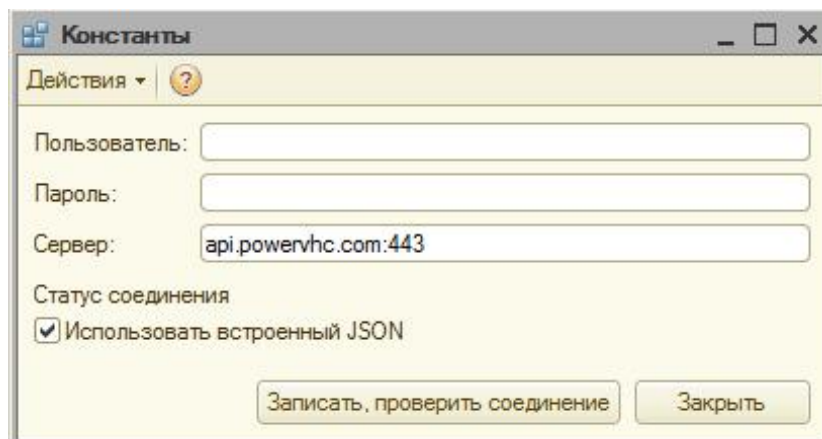 Константы
Действия ?
Пользователь:
Пароль:
Сервер: api.powervhc.com:443
Статус соединения
Использовать встроенный JSON
Записать, проверить соединение Закрыть